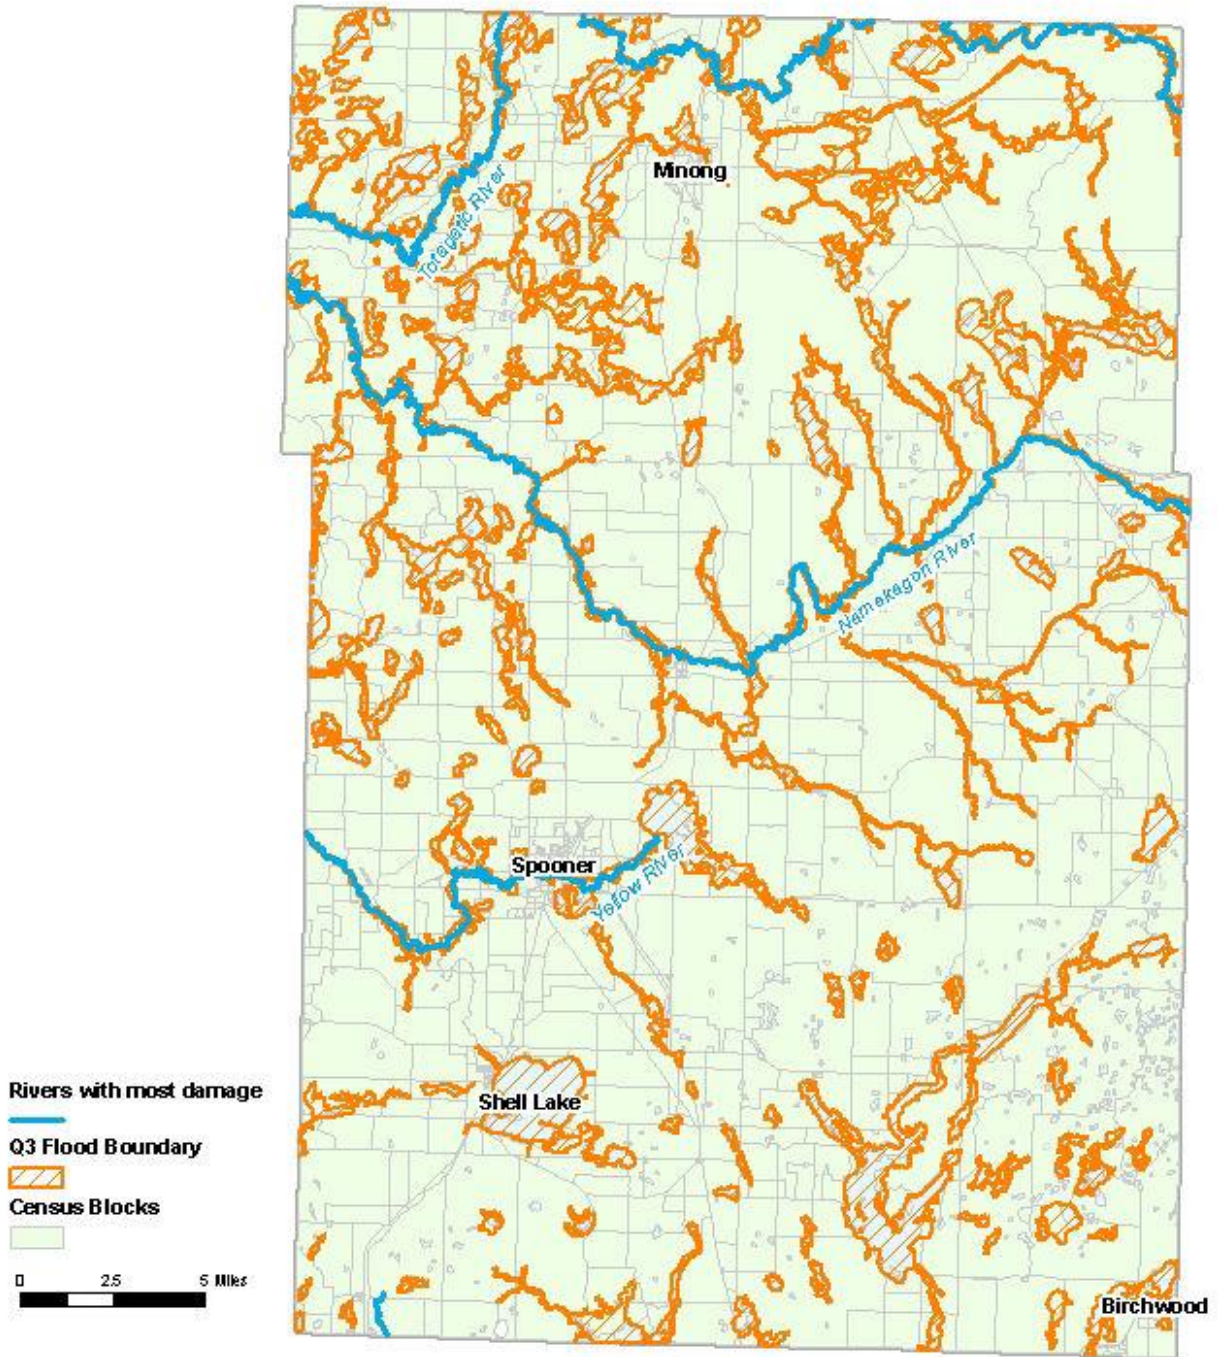 Minong
Totagatic River
Namekagon River
Spooner
Yellow River
Rivers with most damage
Q3 Flood Boundary
Shell Lake
Census Blocks
0 2.5 5 Miles
Birchwood